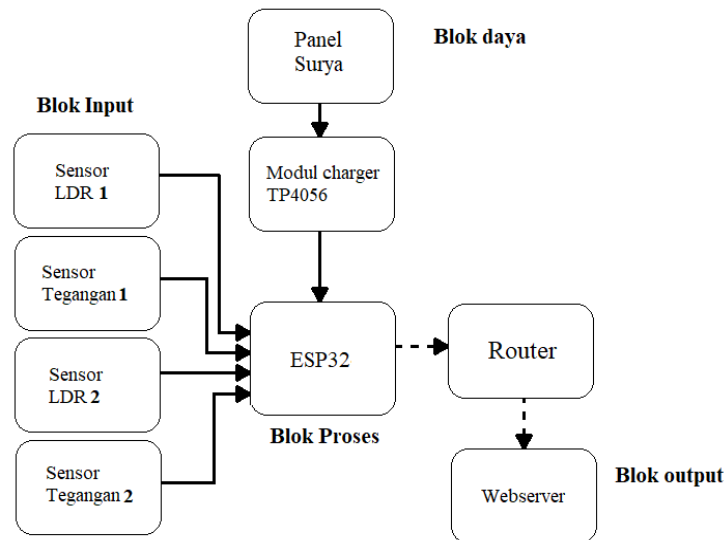 Panel
Surya
Blok daya
Blok Input
Sensor
LDR 1
Modul charger
TP4056
Sensor
Tegangan 1
Sensor
LDR 2
ESP32
Router
Blok Proses
Sensor
Tegangan 2
Webserver
Blok output